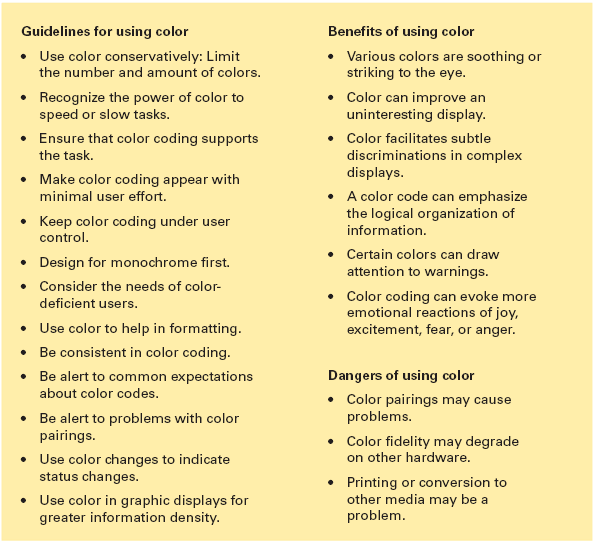 Guidelines for using color
• Use color conservatively: Limit
the number and amount of colors.
• Recognize the power of color to
speed or slow tasks.
• Ensure that color coding supports
the task.
• Make color coding appear with
minimal user effort.
• Keep color coding under user
control.
• Design for monochrome first.
• Consider the needs of color-
deficient users.
• Use color to help in formatting.
• Be consistent in color coding.
• Be alert to common expectations
about color codes.
• Be alert to problems with color
pairings.
• Use color changes to indicate
status changes.
• Use color in graphic displays for
greater information density.
Benefits of using color
• Various colors are soothing or
striking to the eye.
• Color can improve an
uninteresting display.
• Color facilitates subtle
discriminations in complex
displays.
• A color code can emphasize
the logical organization of
information.
• Certain colors can draw
attention to warnings.
• Color coding can evoke more
emotional reactions of joy,
excitement, fear, or anger.
Dangers of using color
• Color pairings may cause
problems.
• Color fidelity may degrade
on other hardware.
• Printing or conversion to
other media may be a
problem.